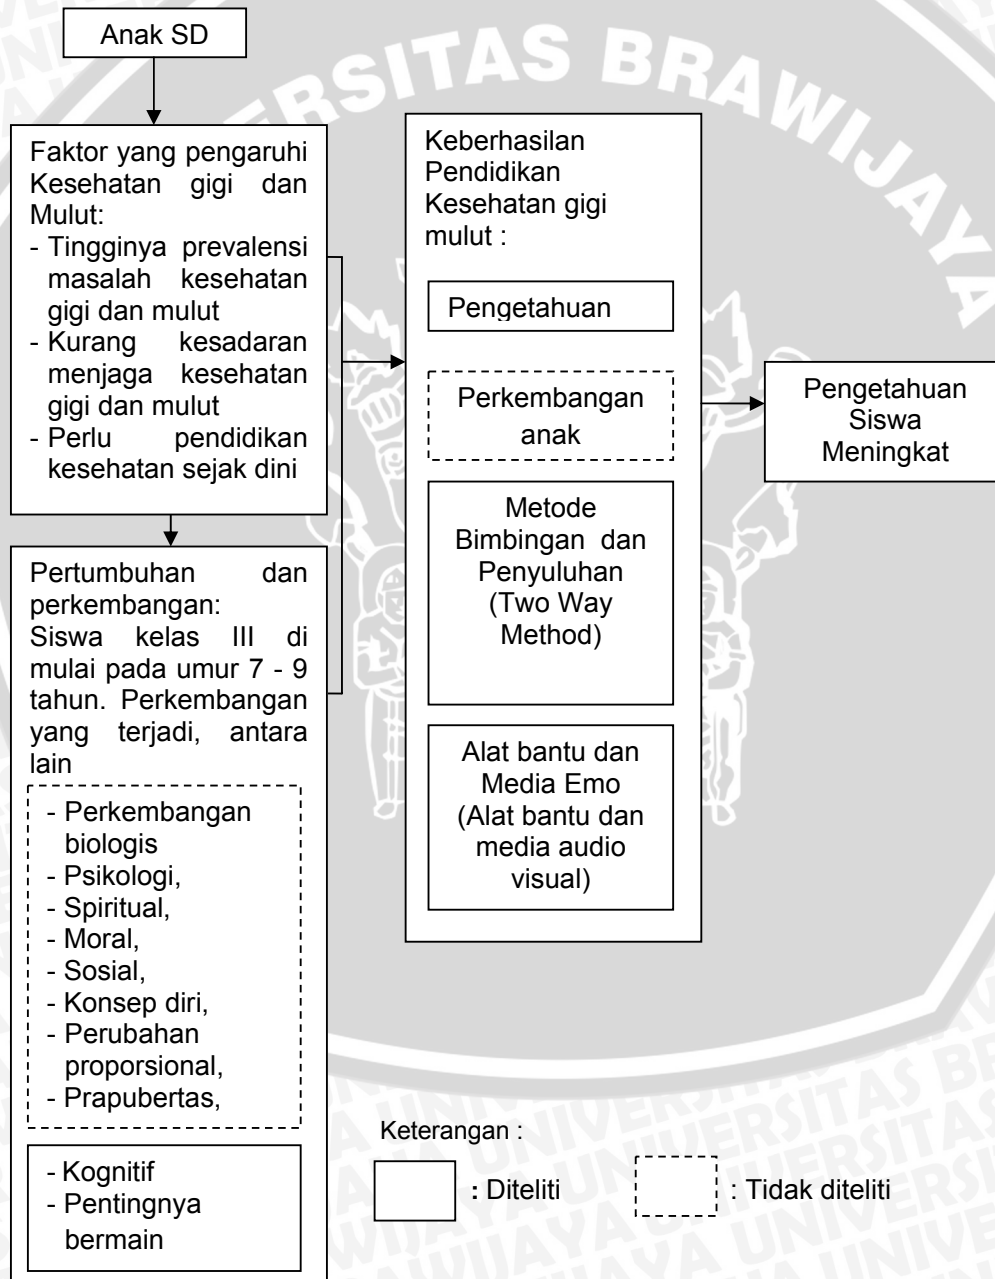 Anak SD
Faktor yang pengaruhi
Kesehatan gigi dan
Mulut:
- Tingginya prevalensi
masalah kesehatan
gigi dan mulut
- Kurang kesadaran
menjaga kesehatan
gigi dan mulut
- Perlu pendidikan
kesehatan sejak dini
Pertumbuhan dan
perkembangan:
Siswa kelas III di
mulai pada umur 7 - 9
tahun. Perkembangan
yang terjadi, antara
lain
- Perkembangan
biologis
- Psikologi,
- Spiritual,
- Moral,
- Sosial,
- Konsep diri,
- Perubahan
proporsional,
- Prapubertas,
- Kognitif
- Pentingnya
bermain
Keberhasilan
Pendidikan
Kesehatan gigi
mulut :
Pengetahuan
Perkembangan
anak
Metode
Bimbingan dan
Penyuluhan
(Two Way
Method)
Alat bantu dan
Media Emo
(Alat bantu dan
media audio
visual)
Pengetahuan
Siswa
Meningkat
Keterangan :
: Diteliti
: Tidak diteliti
ERSITAS BRAWIJAYA